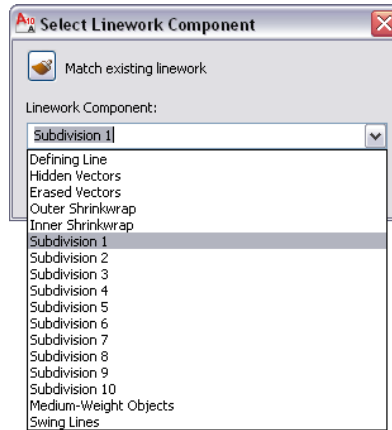 A10 A Select Linework Component
Match existing linework
Linework Component:
Subdivision 1
Defining Line
Hidden Vectors
Erased Vectors
Outer Shrinkwrap
Inner Shrinkwrap
Subdivision 1
Subdivision 2
Subdivision 3
Subdivision 4
Subdivision 5
Subdivision 6
Subdivision 7
Subdivision 8
Subdivision 9
Subdivision 10
Medium-Weight Objects
Swing Lines